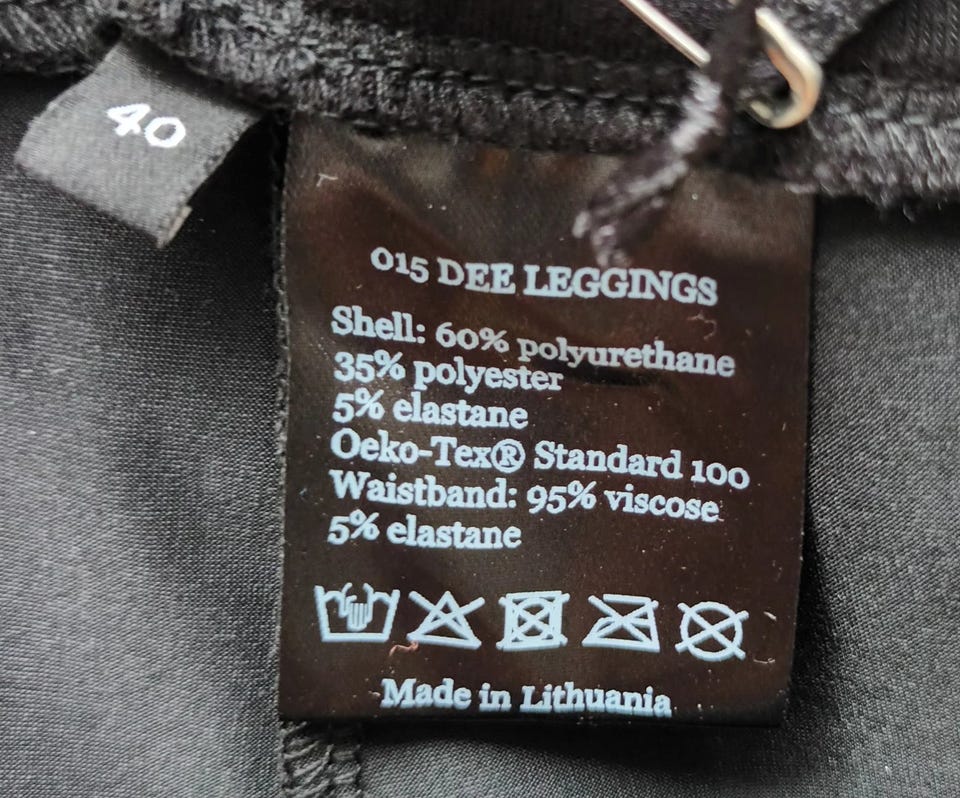 40
015 DEE LEGGINGS
Shell: 60% polyurethane
35% polyester
5% elastane
Oeko-Tex® Standard 100
Waistband: 95% viscose
5% elastane
Made in Lithuania